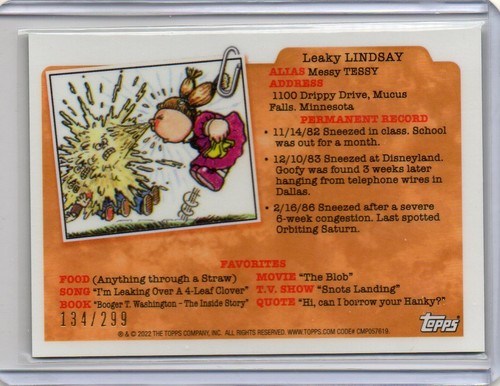 Leaky LINDSAY
ALIAS Messy TESSY
ADDRESS
1100 Drippy Drive, Mucus
Falls. Minnesota
PERMANENT RECORD
• 11/14/82 Sneezed in class. School
was out for a month.
• 12/10/83 Sneezed at Disneyland.
Goofy was found 3 weeks later
hanging from telephone wires in
Dallas.
• 2/16/86 Sneezed after a severe
6-week congestion. Last spotted
Orbiting Saturn.
FAVORITES
FOOD (Anything through a Straw)
SONG "I'm Leaking Over A 4-Leaf Clover"
BOOK "Booger T. Washington - The Inside Story"
MOVIE "The Blob"
T.V. SHOW "Snots Landing"
QUOTE "Hi, can I borrow your Hanky?"
134/299
® & © 2022 THE TOPPS COMPANY, INC. ALL RIGHTS RESERVED. WWW.TOPPS.COM CODE# CMP057619.
topps